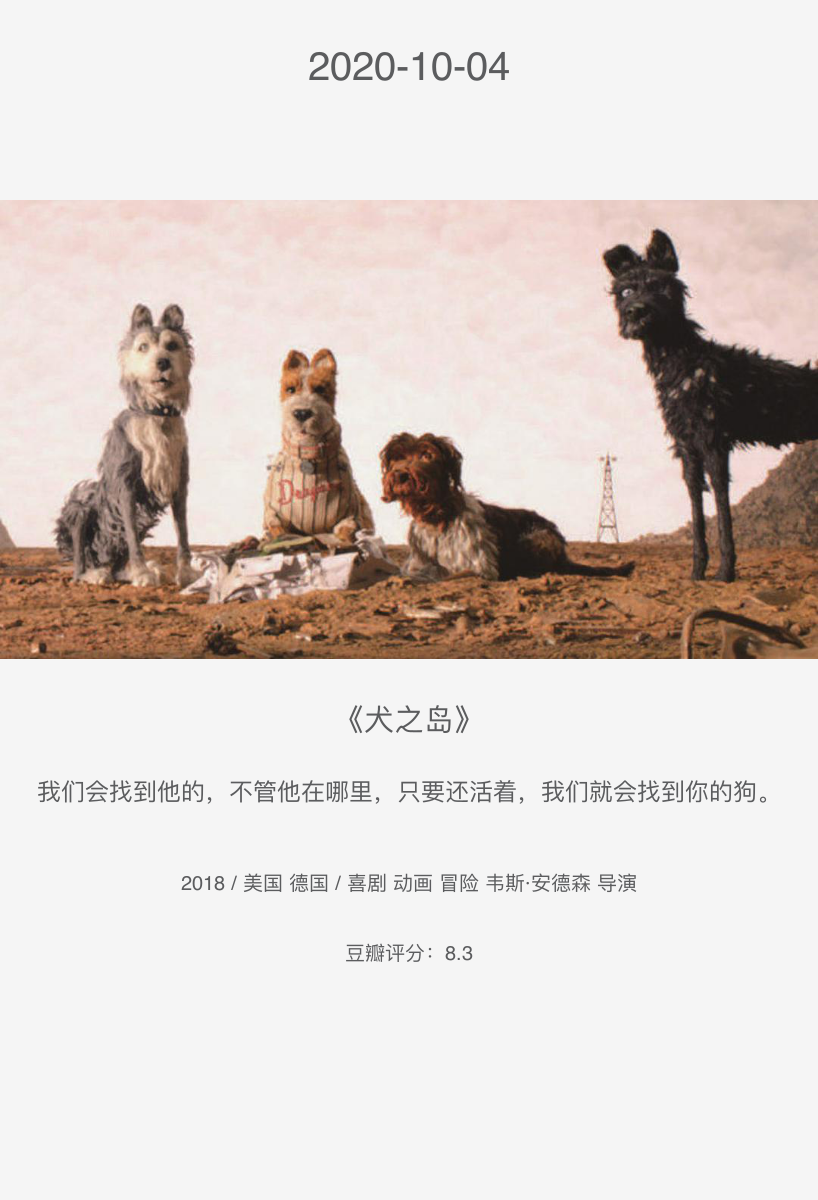 2020-10-04
Dragons
《犬之岛》
我们会找到他的，不管他在哪里，只要还活着，我们就会找到你的狗。
2018 / 美国 德国 / 喜剧 动画 冒险 韦斯·安德森 导演
豆瓣评分：8.3